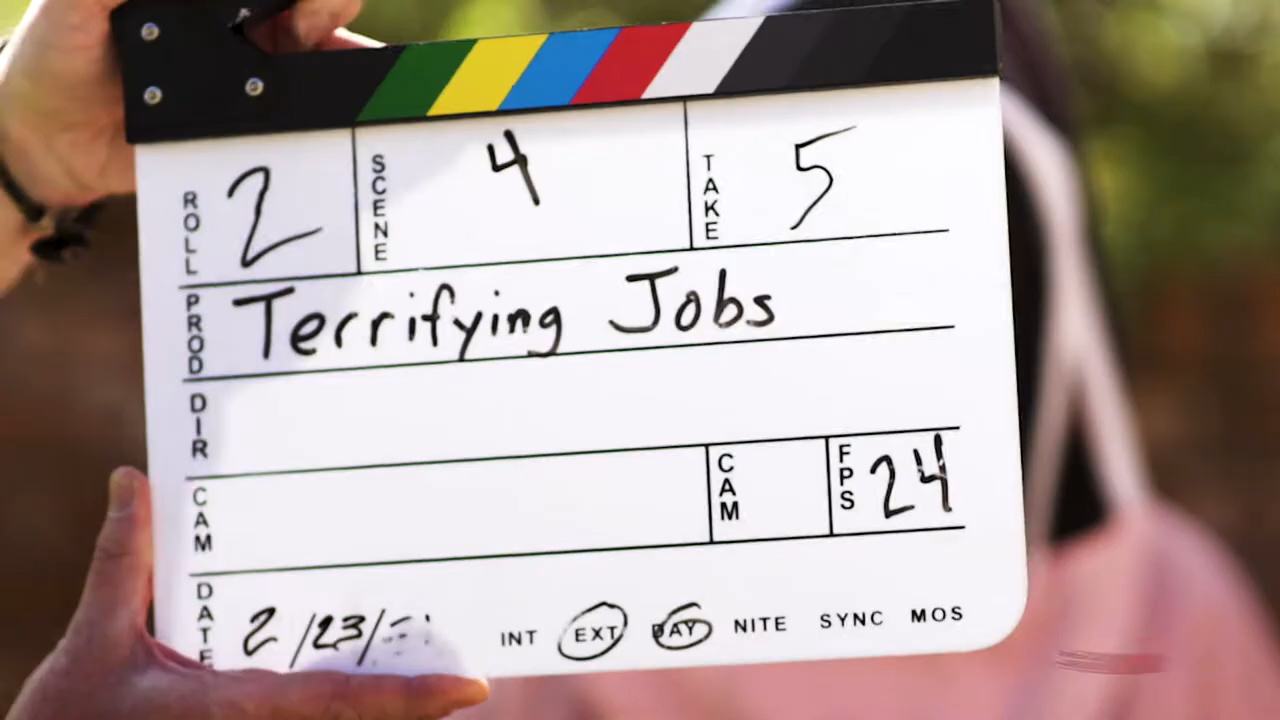 ROLL 2 SCENE 4 TAKE 5
PROD Terrifying Jobs
DIR
CAM CAM FPS 24
DATE 2/23/ INT EXT DAY NITE SYNC MOS